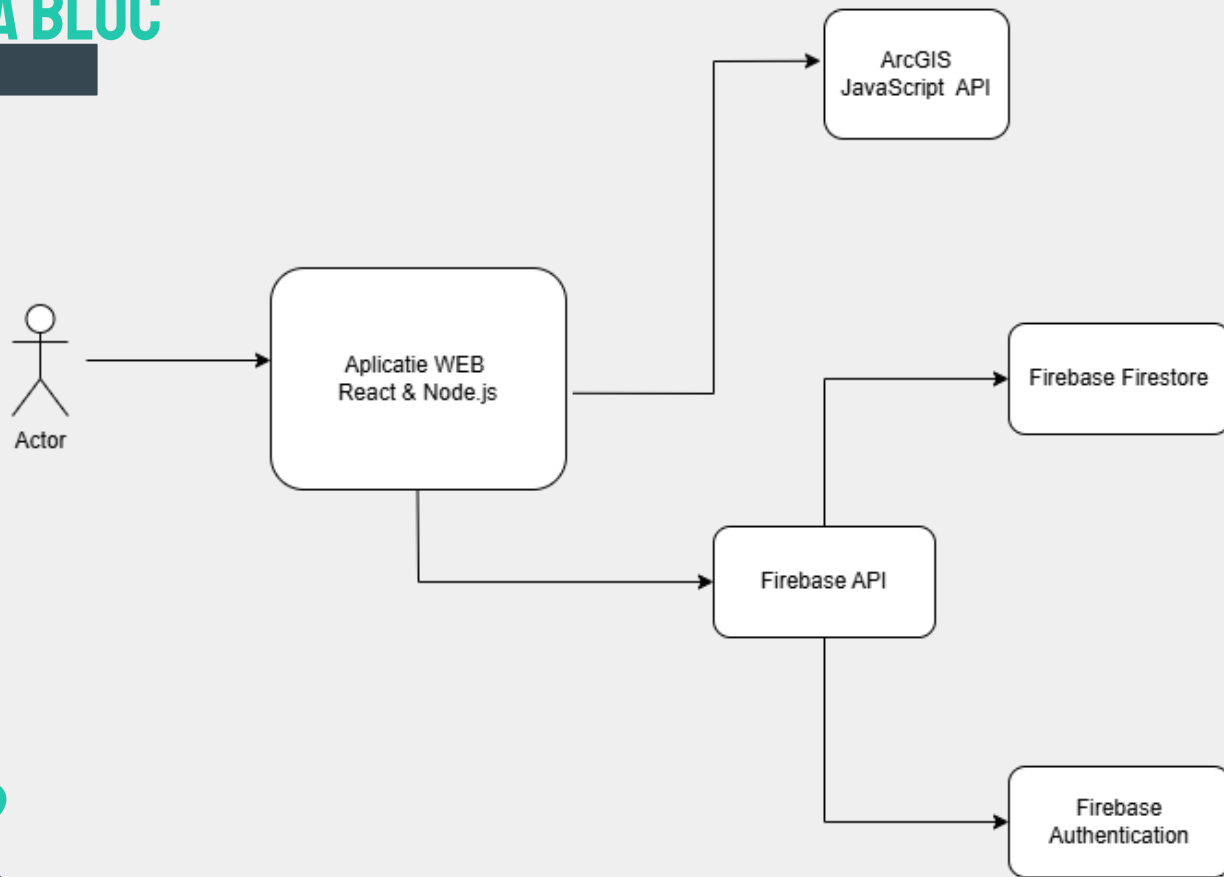 A BLOC
ArcGIS
JavaScript API
Aplicatie WEB
React & Node.js
Actor
Firebase Firestore
Firebase API
Firebase
Authentication